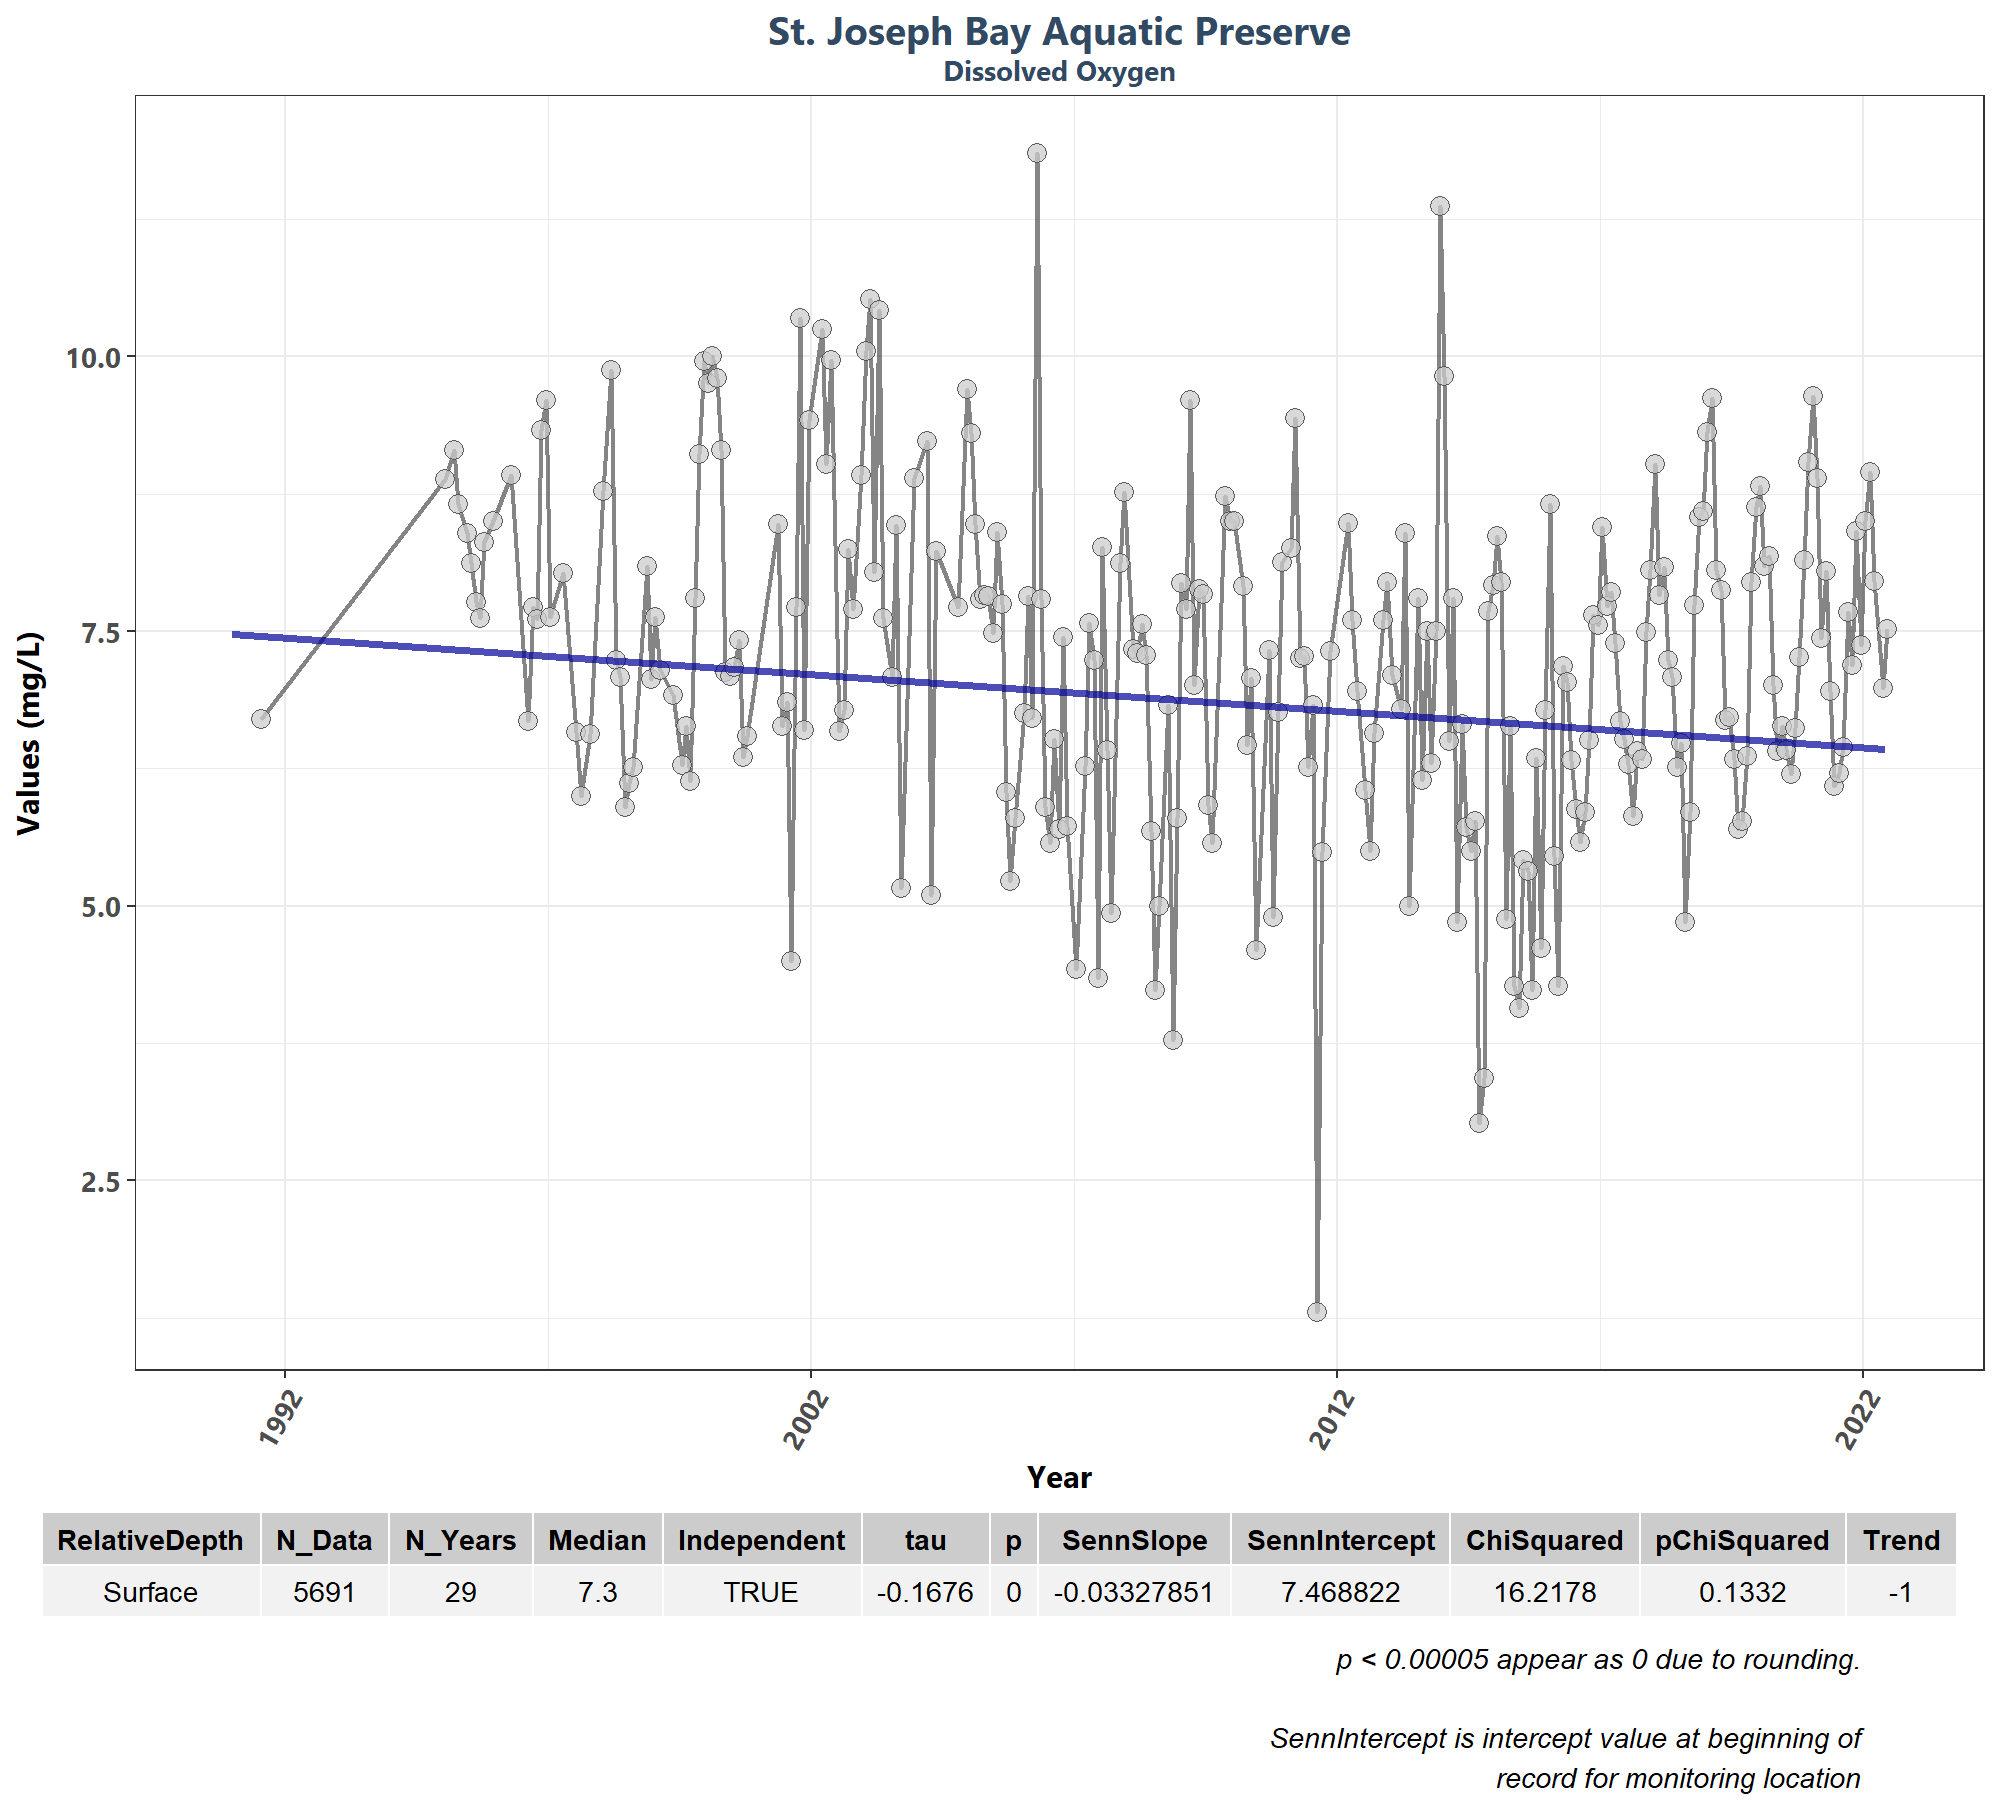 St. Joseph Bay Aquatic Preserve
Dissolved Oxygen
Values (mg/L)
10.0
7.5
5.0
2.5
1992
2002
2012
2022
Year
RelativeDepth N_Data N_Years Median Independent tau p SennSlope SennIntercept ChiSquared pChiSquared Trend
Surface 5691 29 7.3 TRUE -0.1676 0 -0.03327851 7.468822 16.2178 0.1332 -1
p < 0.00005 appear as 0 due to rounding.
SennIntercept is intercept value at beginning of
record for monitoring location